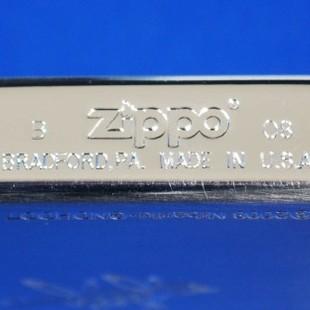 B Zippo® 08
BRADFORD, PA. MADE IN U.S.A